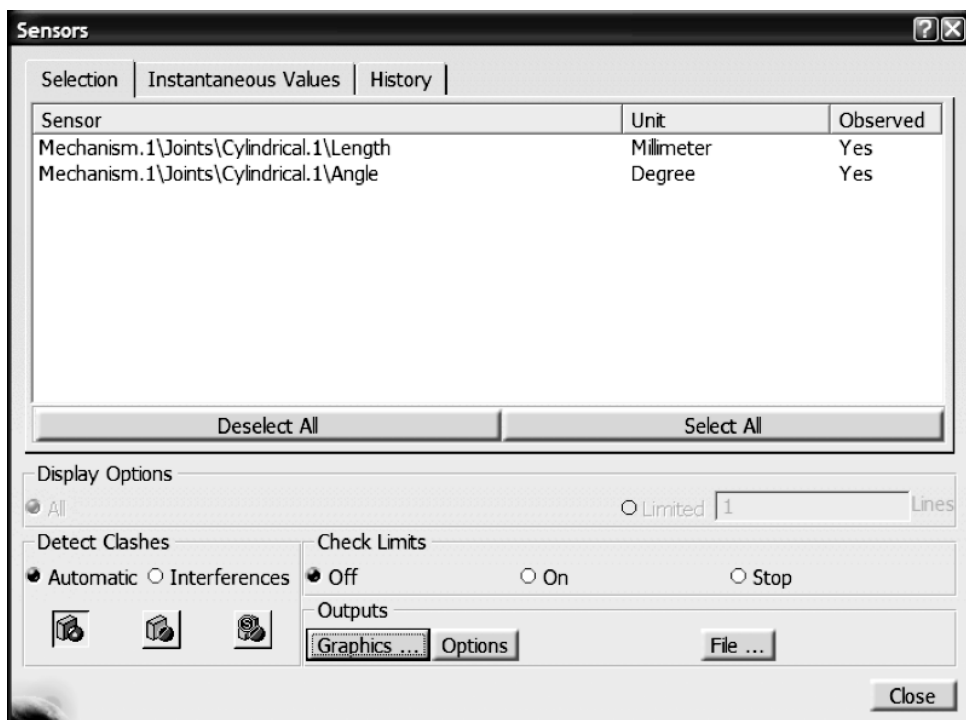 Sensors
Selection Instantaneous Values History
Sensor Unit Observed
Mechanism.1\Joints\Cylindrical.1\Length Millimeter Yes
Mechanism.1\Joints\Cylindrical.1\Angle Degree Yes
Deselect All Select All
Display Options
All Limited 1 Lines
Detect Clashes Check Limits
Automatic Interferences Off On Stop
Outputs
Graphics ... Options File ...
Close